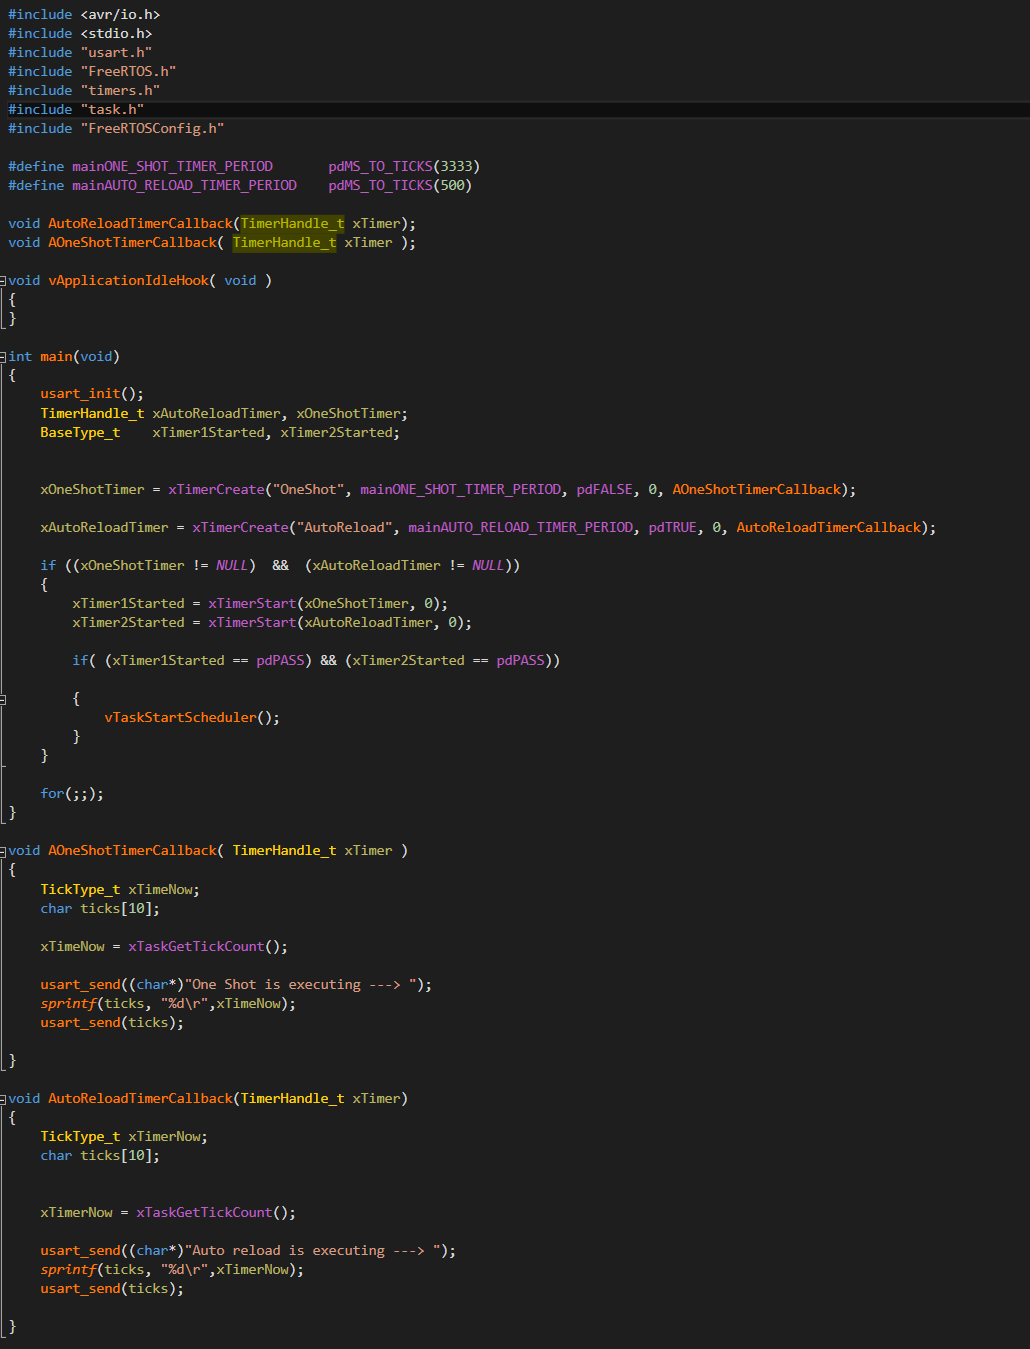 #include <avr/io.h>
#include <stdio.h>
#include "usart.h"
#include "FreeRTOS.h"
#include "timers.h"
#include "task.h"
#include "FreeRTOSConfig.h"
#define mainONE_SHOT_TIMER_PERIOD       pdMS_TO_TICKS(3333)
#define mainAUTO_RELOAD_TIMER_PERIOD    pdMS_TO_TICKS(500)
void AutoReloadTimerCallback(TimerHandle_t xTimer);
void AOneShotTimerCallback( TimerHandle_t xTimer );
void vApplicationIdleHook( void )
{
}
int main(void)
{
    usart_init();
    TimerHandle_t xAutoReloadTimer, xOneShotTimer;
    BaseType_t    xTimer1Started, xTimer2Started;
    xOneShotTimer = xTimerCreate("OneShot", mainONE_SHOT_TIMER_PERIOD, pdFALSE, 0, AOneShotTimerCallback);
    xAutoReloadTimer = xTimerCreate("AutoReload", mainAUTO_RELOAD_TIMER_PERIOD, pdTRUE, 0, AutoReloadTimerCallback);
    if ((xOneShotTimer != NULL)  &&  (xAutoReloadTimer != NULL))
    {
        xTimer1Started = xTimerStart(xOneShotTimer, 0);
        xTimer2Started = xTimerStart(xAutoReloadTimer, 0);
        if( (xTimer1Started == pdPASS) && (xTimer2Started == pdPASS))
        {
            vTaskStartScheduler();
        }
    }
    for(;;);
}
void AOneShotTimerCallback( TimerHandle_t xTimer )
{
    TickType_t xTimeNow;
    char ticks[10];
    xTimeNow = xTaskGetTickCount();
    usart_send((char*)"One Shot is executing ---> ");
    sprintf(ticks, "%d\r",xTimeNow);
    usart_send(ticks);
}
void AutoReloadTimerCallback(TimerHandle_t xTimer)
{
    TickType_t xTimerNow;
    char ticks[10];
    xTimerNow = xTaskGetTickCount();
    usart_send((char*)"Auto reload is executing ---> ");
    sprintf(ticks, "%d\r",xTimerNow);
    usart_send(ticks);
}